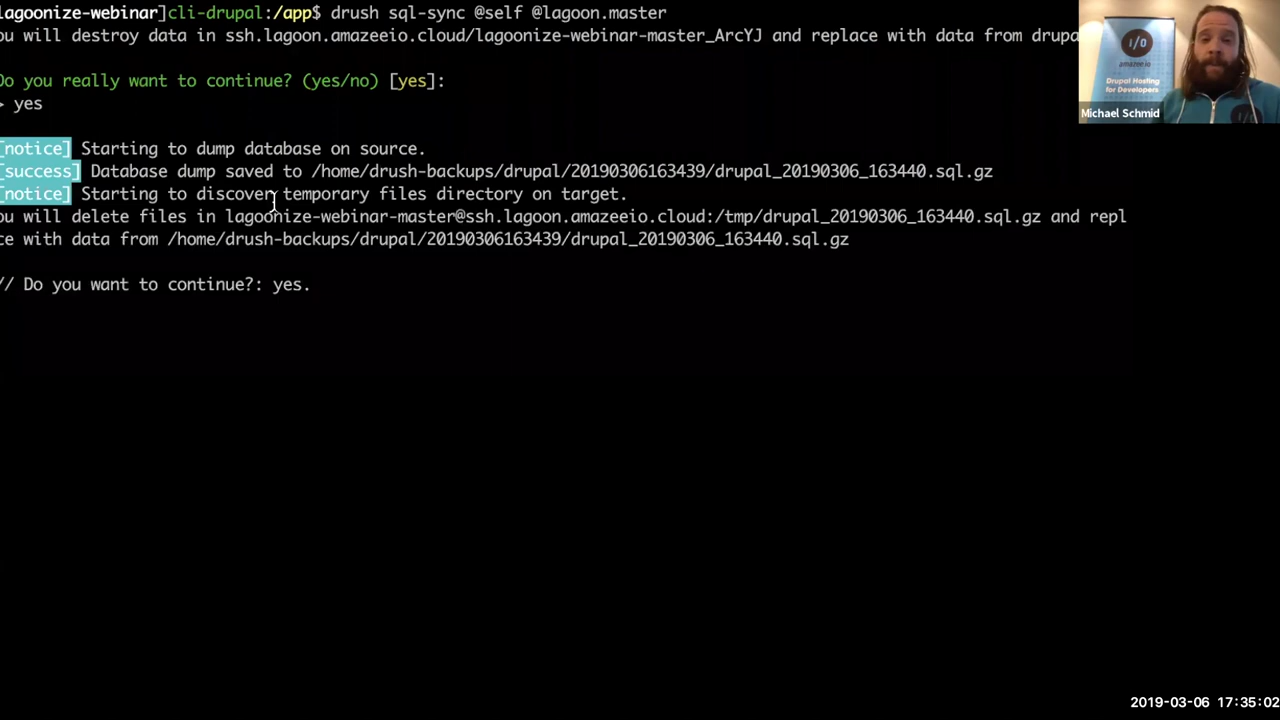 lagoonize-webinar]cli-drupal:/app$ drush sql-sync @self @lagoon.master
ou will destroy data in ssh.lagoon.amazeeio.cloud/lagoonize-webinar-master_ArcYJ and replace with data from drupa
Do you really want to continue? (yes/no) [yes]:
> yes
[notice] Starting to dump database on source.
[success] Database dump saved to /home/drush-backups/drupal/20190306163439/drupal_20190306_163440.sql.gz
[notice] Starting to discover temporary files directory on target.
ou will delete files in lagoonize-webinar-master@ssh.lagoon.amazeeio.cloud:/tmp/drupal_20190306_163440.sql.gz and repl
ce with data from /home/drush-backups/drupal/20190306163439/drupal_20190306_163440.sql.gz
// Do you want to continue?: yes.
I/O
amazee.io
Drupal Hosting
for Developers
Michael Schmid
I/O
2019-03-06 17:35:02